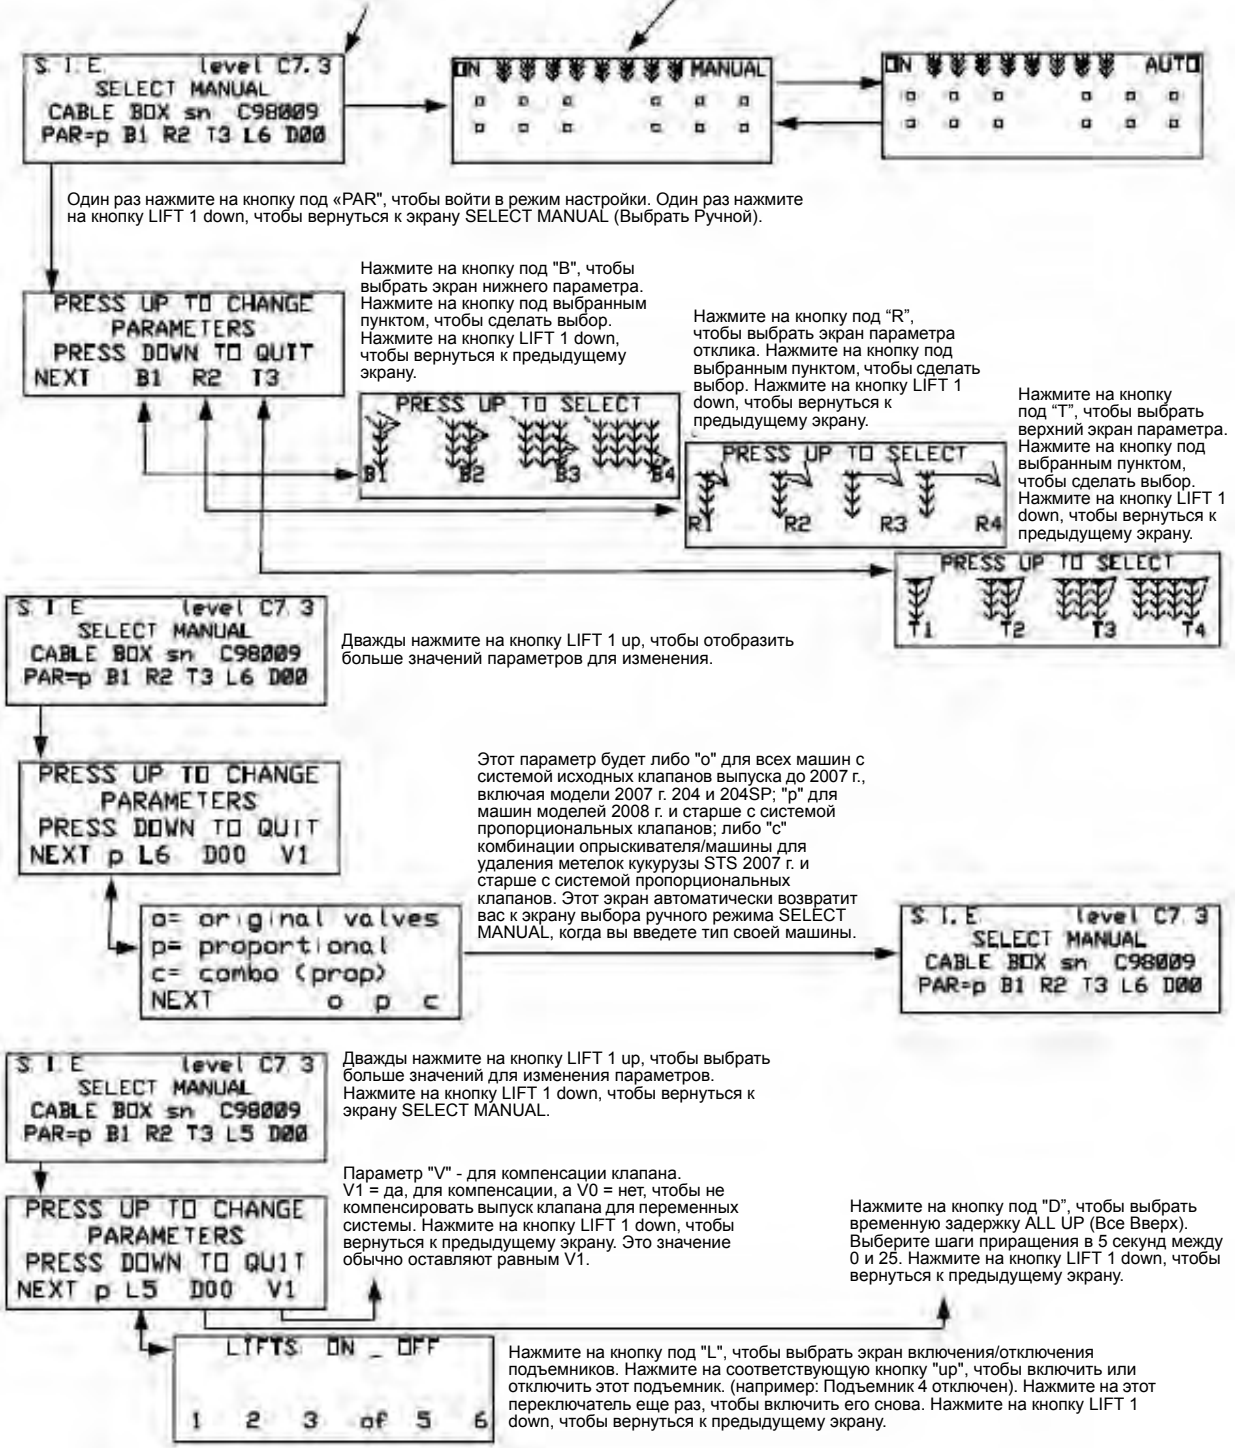 S. I. E. level C7. 3
SELECT MANUAL
CABLE BOX sn C98009
PAR=p B1 R2 T3 L6 D00
ON MANUAL
ON AUTO
Один раз нажмите на кнопку под «PAR", чтобы войти в режим настройки. Один раз нажмите
на кнопку LIFT 1 down, чтобы вернуться к экрану SELECT MANUAL (Выбрать Ручной).
PRESS UP TO CHANGE
PARAMETERS
PRESS DOWN TO QUIT
NEXT B1 R2 T3
Нажмите на кнопку под "B", чтобы
выбрать экран нижнего параметра.
Нажмите на кнопку под выбранным
пунктом, чтобы сделать выбор.
Нажмите на кнопку LIFT 1 down,
чтобы вернуться к предыдущему
экрану.
PRESS UP TO SELECT
B1 B2 B3 B4
Нажмите на кнопку под “R”,
чтобы выбрать экран параметра
отклика. Нажмите на кнопку под
выбранным пунктом, чтобы сделать
выбор. Нажмите на кнопку LIFT 1
down, чтобы вернуться к
предыдущему экрану.
PRESS UP TO SELECT
R1 R2 R3 R4
Нажмите на кнопку
под “T”, чтобы выбрать
верхний экран параметра.
Нажмите на кнопку под
выбранным пунктом,
чтобы сделать выбор.
Нажмите на кнопку LIFT 1
down, чтобы вернуться к
предыдущему экрану.
PRESS UP TO SELECT
T1 T2 T3 T4
S. I. E level C7. 3
SELECT MANUAL
CABLE BOX sn C98009
PAR=p B1 R2 T3 L6 D00
Дважды нажмите на кнопку LIFT 1 up, чтобы отобразить
больше значений параметров для изменения.
PRESS UP TO CHANGE
PARAMETERS
PRESS DOWN TO QUIT
NEXT p L6 D00 V1
o= original valves
p= proportional
c= combo (prop)
NEXT o p c
Этот параметр будет либо "o" для всех машин с
системой исходных клапанов выпуска до 2007 г.,
включая модели 2007 г. 204 и 204SP; "p" для
машин моделей 2008 г. и старше с системой
пропорциональных клапанов; либо "c"
комбинации опрыскивателя/машины для
удаления метелок кукурузы STS 2007 г. и
старше с системой пропорциональных
клапанов. Этот экран автоматически возвратит
вас к экрану выбора ручного режима SELECT
MANUAL, когда вы введете тип своей машины.
S. I. E level C7. 3
SELECT MANUAL
CABLE BOX sn C98009
PAR=p B1 R2 T3 L6 D00
S. I. E level C7. 3
SELECT MANUAL
CABLE BOX sn C98009
PAR=p B1 R2 T3 L5 D00
Дважды нажмите на кнопку LIFT 1 up, чтобы выбрать
больше значений для изменения параметров.
Нажмите на кнопку LIFT 1 down, чтобы вернуться к
экрану SELECT MANUAL.
PRESS UP TO CHANGE
PARAMETERS
PRESS DOWN TO QUIT
NEXT p L5 D00 V1
Параметр "V" - для компенсации клапана.
V1 = да, для компенсации, а V0 = нет, чтобы не
компенсировать выпуск клапана для переменных
системы. Нажмите на кнопку LIFT 1 down, чтобы
вернуться к предыдущему экрану. Это значение
обычно оставляют равным V1.
Нажмите на кнопку под "D”, чтобы выбрать
временную задержку ALL UP (Все Вверх).
Выберите шаги приращения в 5 секунд между
0 и 25. Нажмите на кнопку LIFT 1 down, чтобы
вернуться к предыдущему экрану.
LIFTS: ON _ OFF
1 2 3 of 5 6
Нажмите на кнопку под "L", чтобы выбрать экран включения/отключения
подъемников. Нажмите на соответствующую кнопку "up", чтобы включить или
отключить этот подъемник. (например: Подъемник 4 отключен). Нажмите на этот
переключатель еще раз, чтобы включить его снова. Нажмите на кнопку LIFT 1
down, чтобы вернуться к предыдущему экрану.